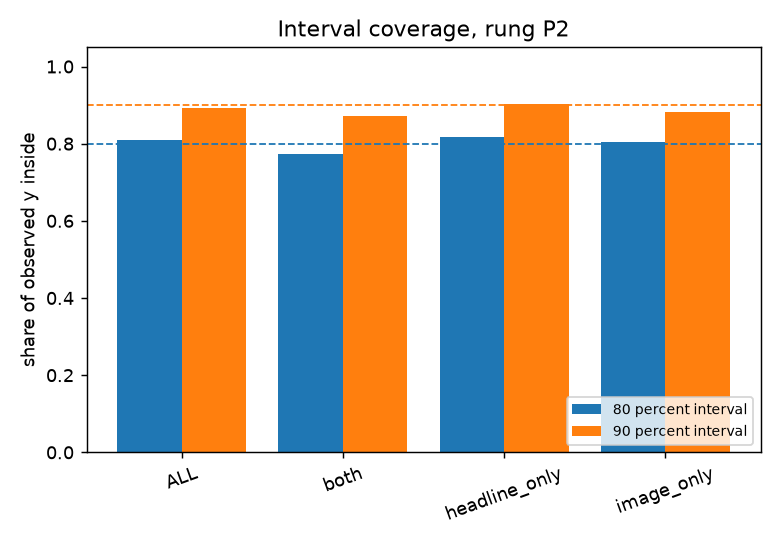 Interval coverage, rung P2
share of observed y inside
1.0
0.8
0.6
0.4
0.2
0.0
80 percent interval
90 percent interval
ALL
both
headline_only
image_only